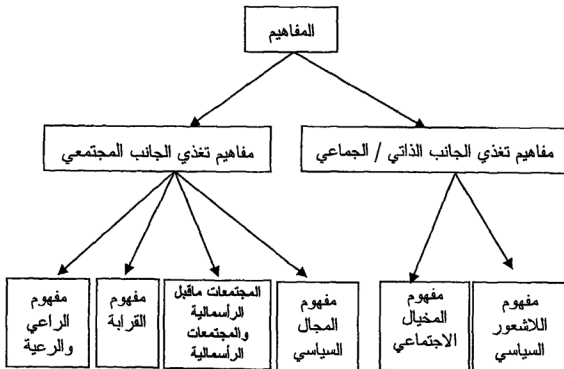 المفاهيم
مفاهيم تغذي الجانب الذاتي / الجماعي
مفاهيم تغذي الجانب المجتمعي
مفهوم
اللاشعور
السياسي
مفهوم
المخيال
الاجتماعي
مفهوم
المجال
السياسي
المجتمعات ماقبل
الرأسمالية
والمجتمعات
الرأسمالية
مفهوم
القرابة
مفهوم
الراعي
والرعية